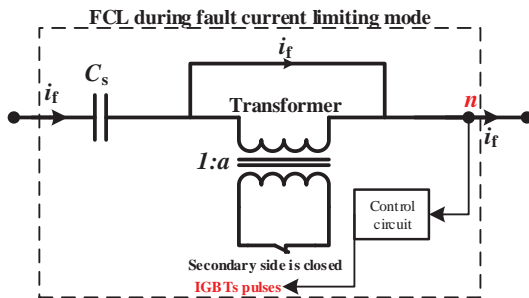 FCL during fault current limiting mode
i_f
C_s
i_f
Transformer
n
i_f
1:a
Control
circuit
Secondary side is closed
IGBTs pulses